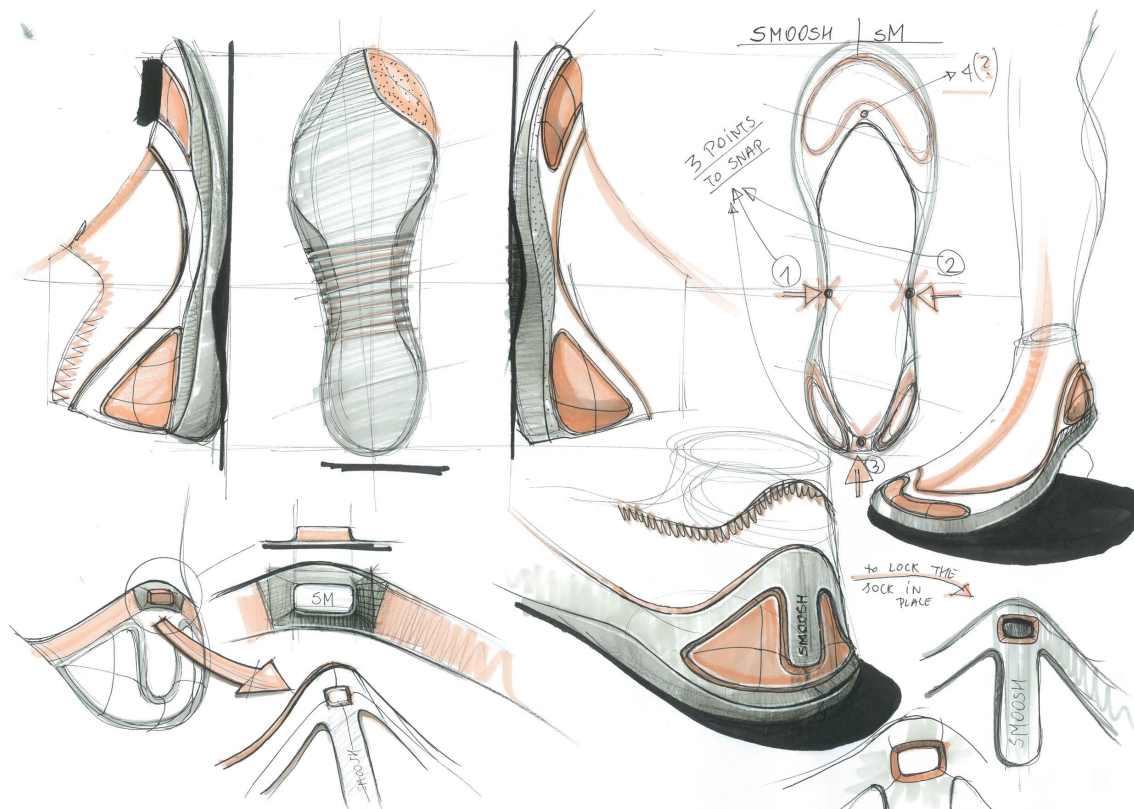 SMOOSH | SM
4(?)
3 POINTS
TO SNAP
1
2
3
SM
SMOOSH
to LOCK THE
SOCK IN
PLACE
SMOOSH
SMOOSH